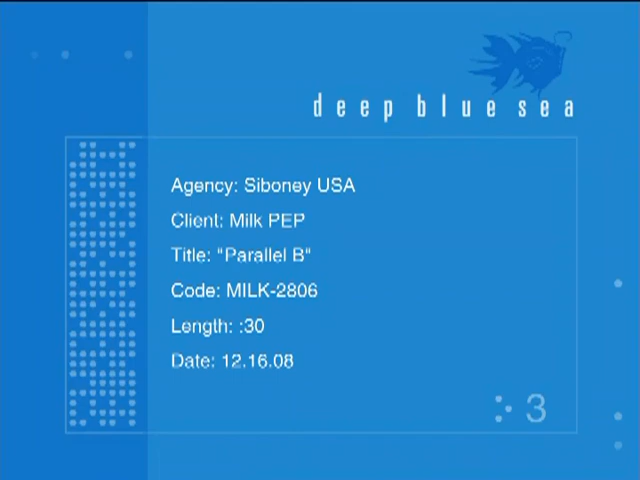 deep blue sea
Agency: Siboney USA
Client: Milk PEP
Title: "Parallel B"
Code: MILK-2806
Length: :30
Date: 12.16.08
3